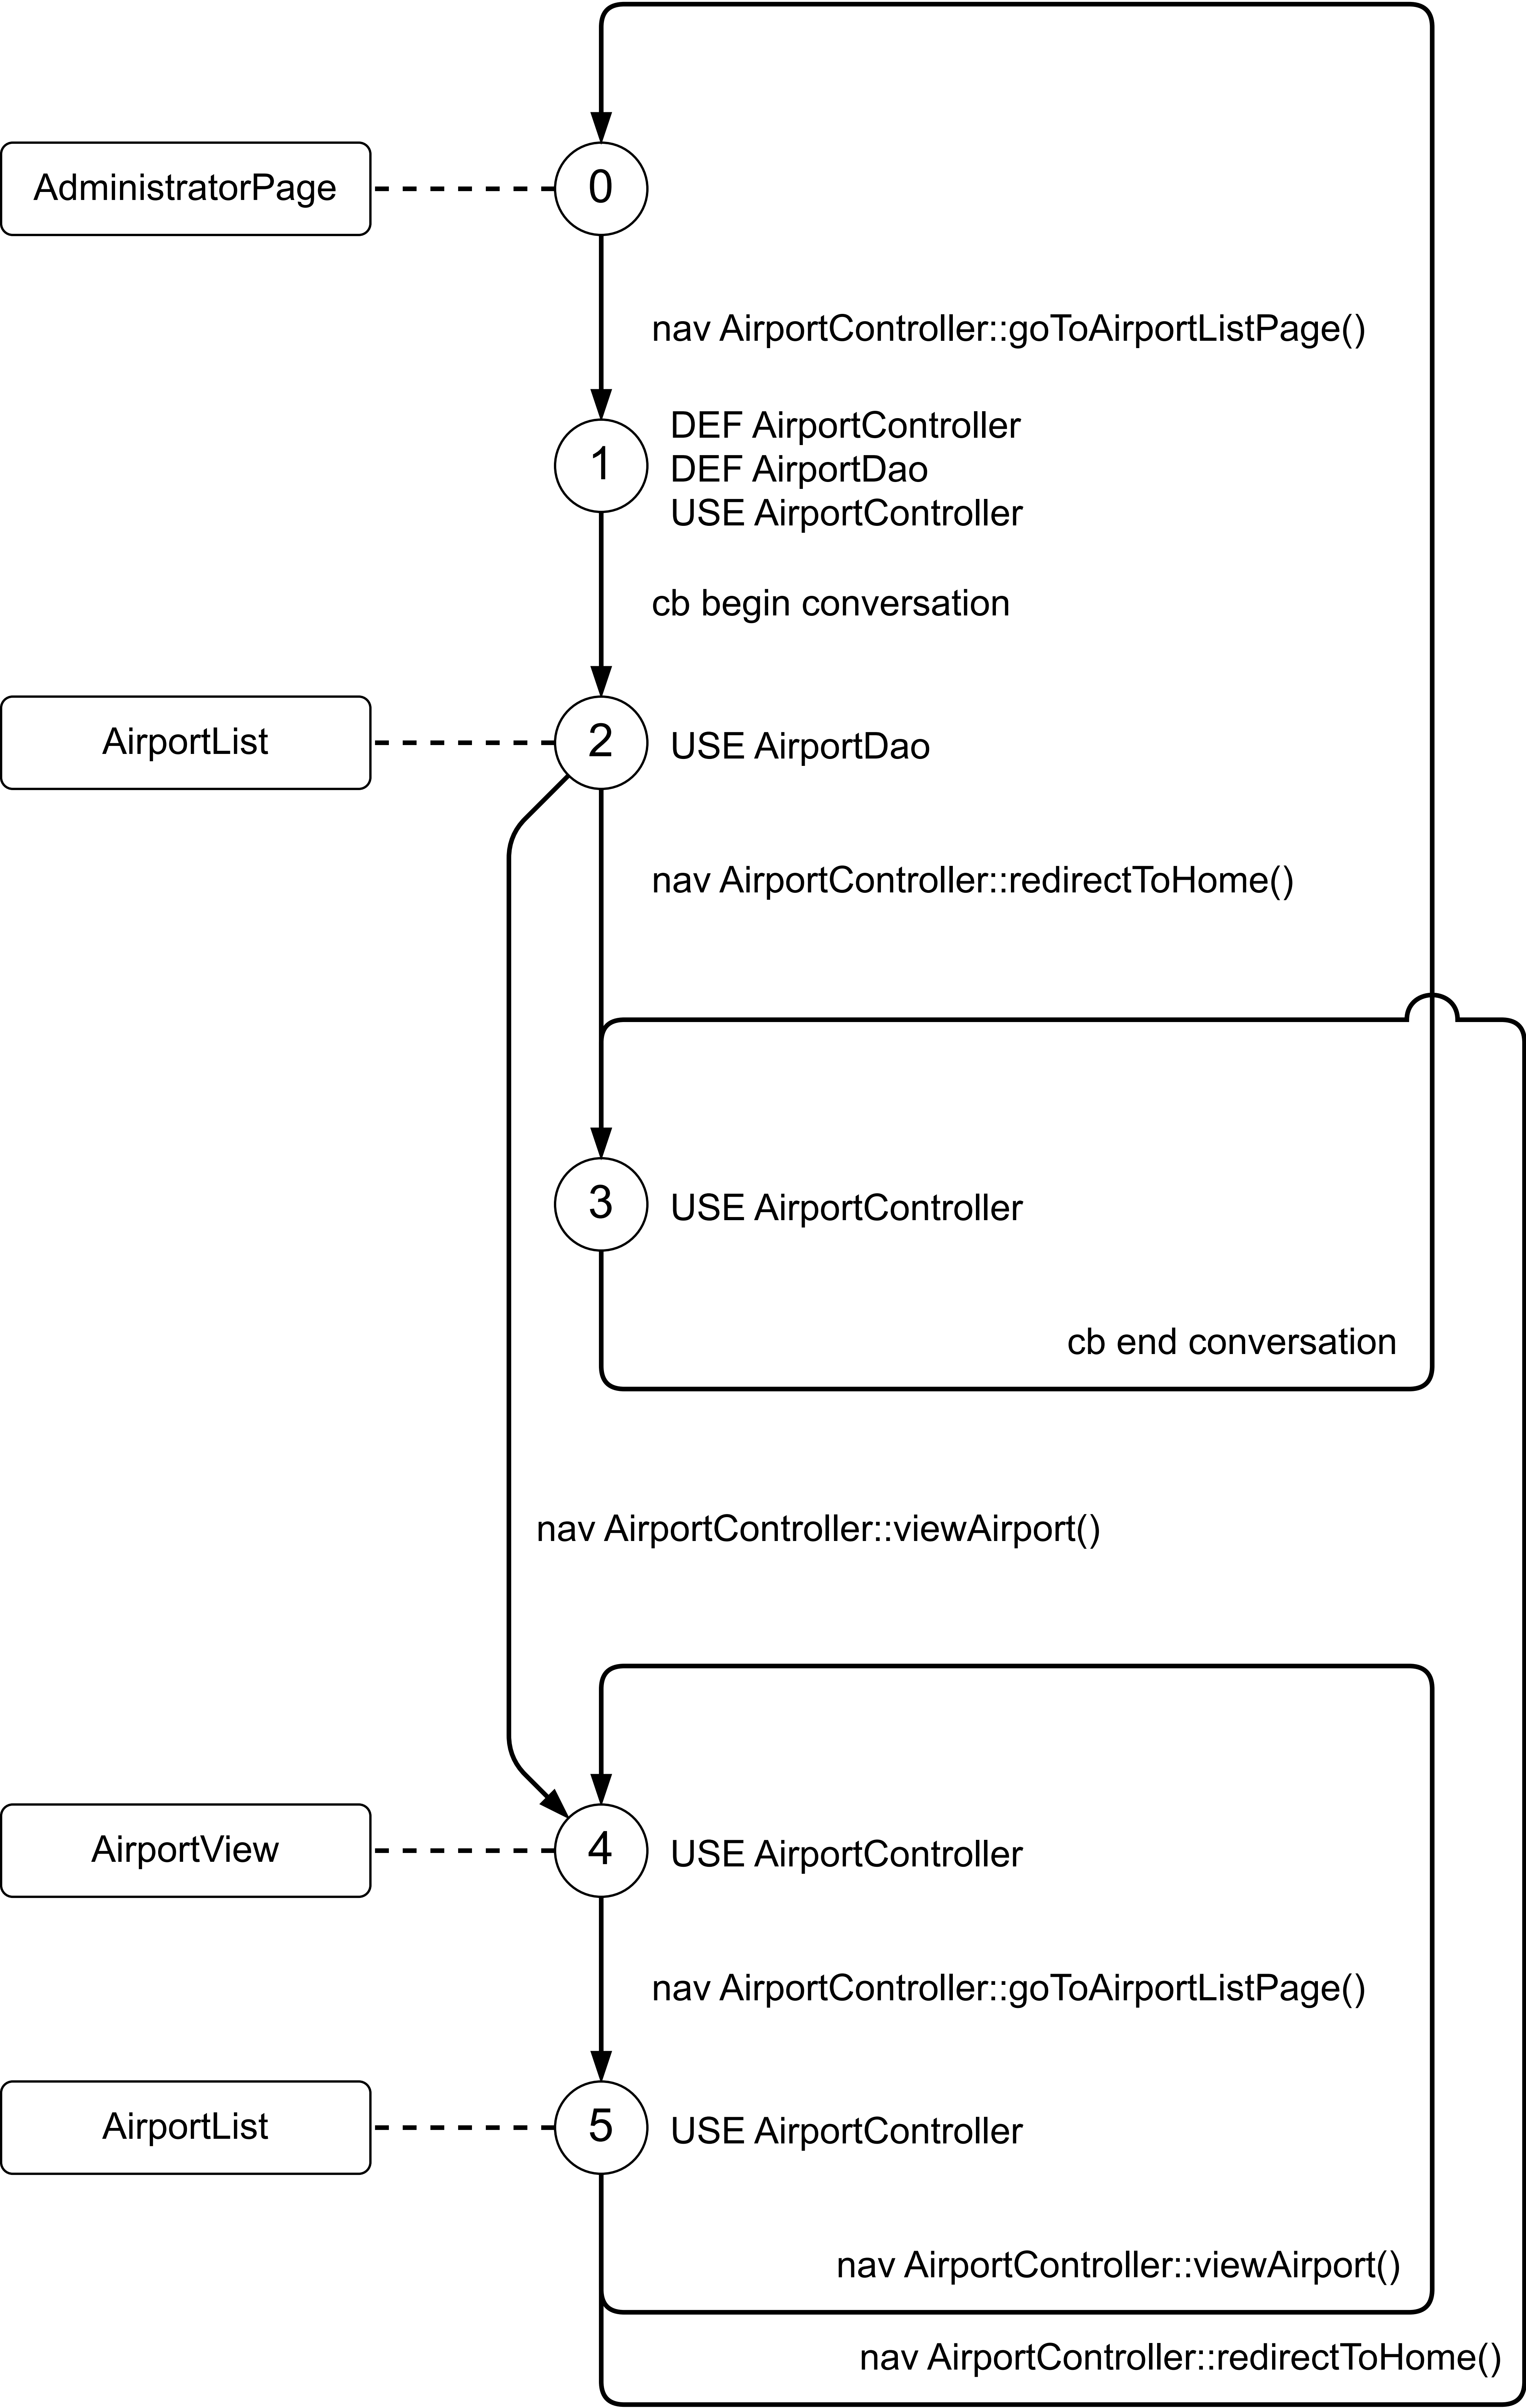 AdministratorPage
0
nav AirportController::goToAirportListPage()
1
DEF AirportController
DEF AirportDao
USE AirportController
cb begin conversation
AirportList
2
USE AirportDao
nav AirportController::redirectToHome()
3
USE AirportController
cb end conversation
nav AirportController::viewAirport()
AirportView
4
USE AirportController
nav AirportController::goToAirportListPage()
AirportList
5
USE AirportController
nav AirportController::viewAirport()
nav AirportController::redirectToHome()